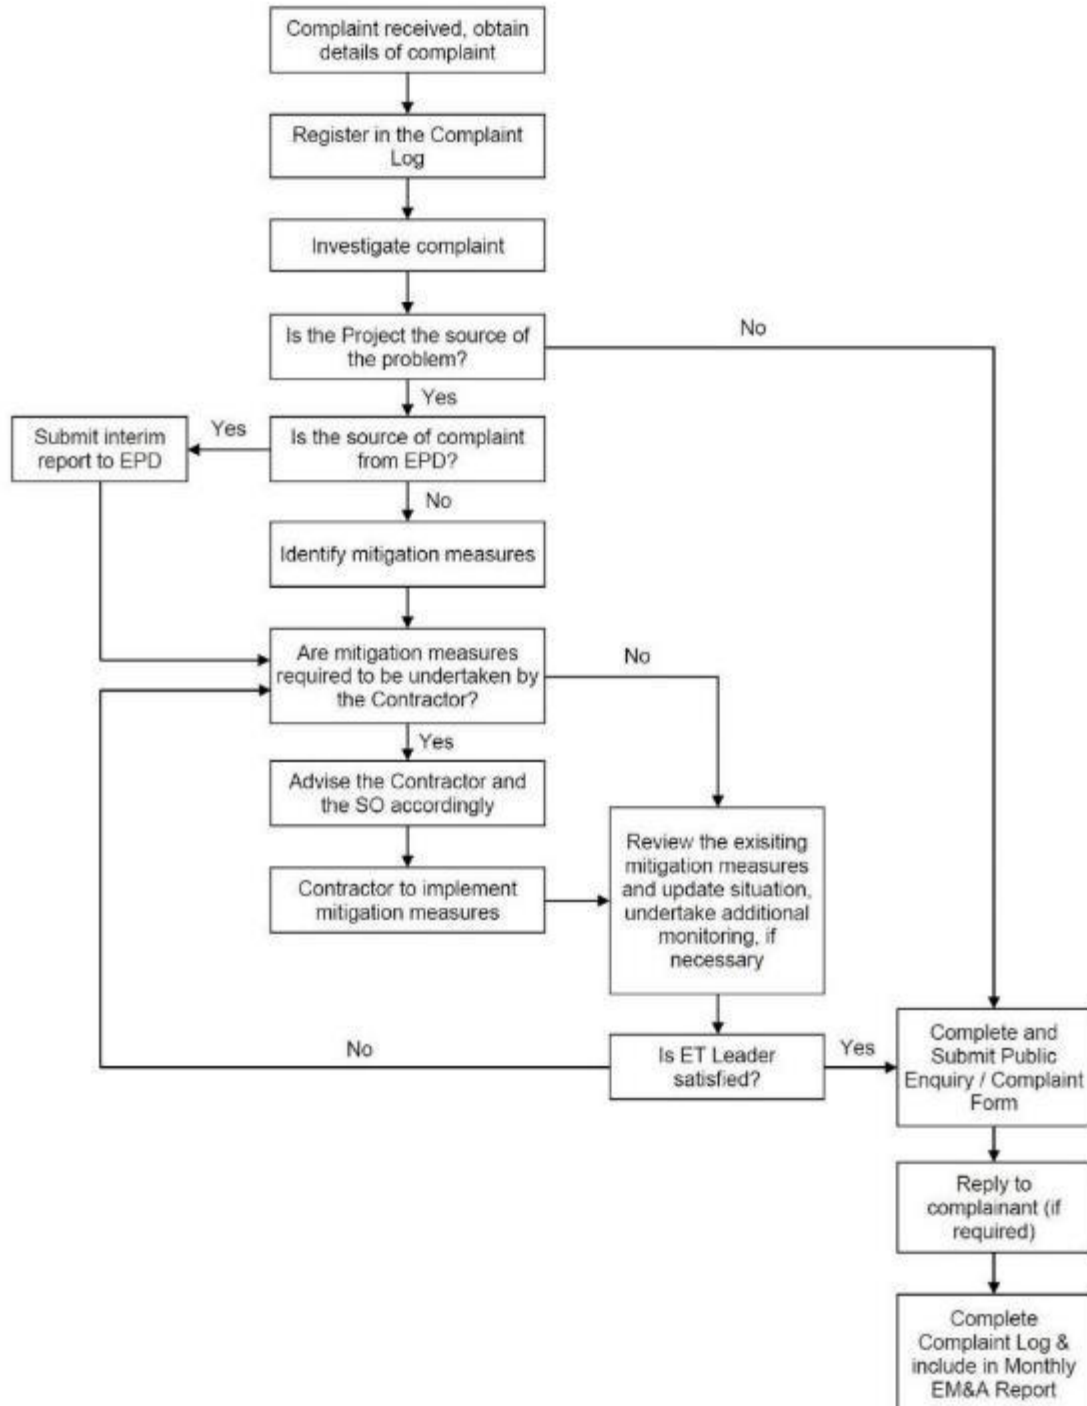 Complaint received, obtain
details of complaint
Register in the Complaint
Log
Investigate complaint
Is the Project the source of
the problem?
No
Yes
Is the source of complaint
from EPD?
Yes
Submit interim
report to EPD
No
Identify mitigation measures
Are mitigation measures
required to be undertaken by
the Contractor?
No
Yes
Advise the Contractor and
the SO accordingly
Contractor to implement
mitigation measures
Review the exisiting
mitigation measures
and update situation,
undertake additional
monitoring, if
necessary
Is ET Leader
satisfied?
No
Yes
Complete and
Submit Public
Enquiry / Complaint
Form
Reply to
complainant (if
required)
Complete
Complaint Log &
include in Monthly
EM&A Report